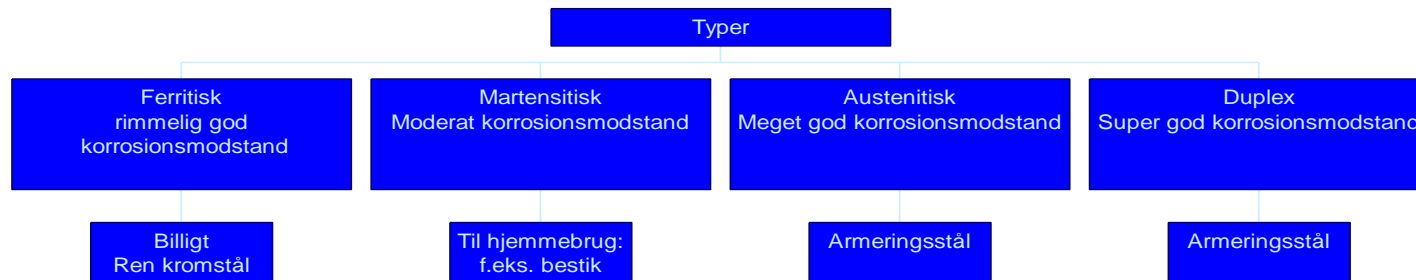 Typer
Ferritisk
rimmelig god
korrosionsmodstand
Martensitisk
Moderat korrosionsmodstand
Austenitisk
Meget god korrosionsmodstand
Duplex
Super god korrosionsmodstand
Billigt
Ren kromstål
Til hjemmebrug:
f.eks. bestik
Armeringsstål
Armeringsstål